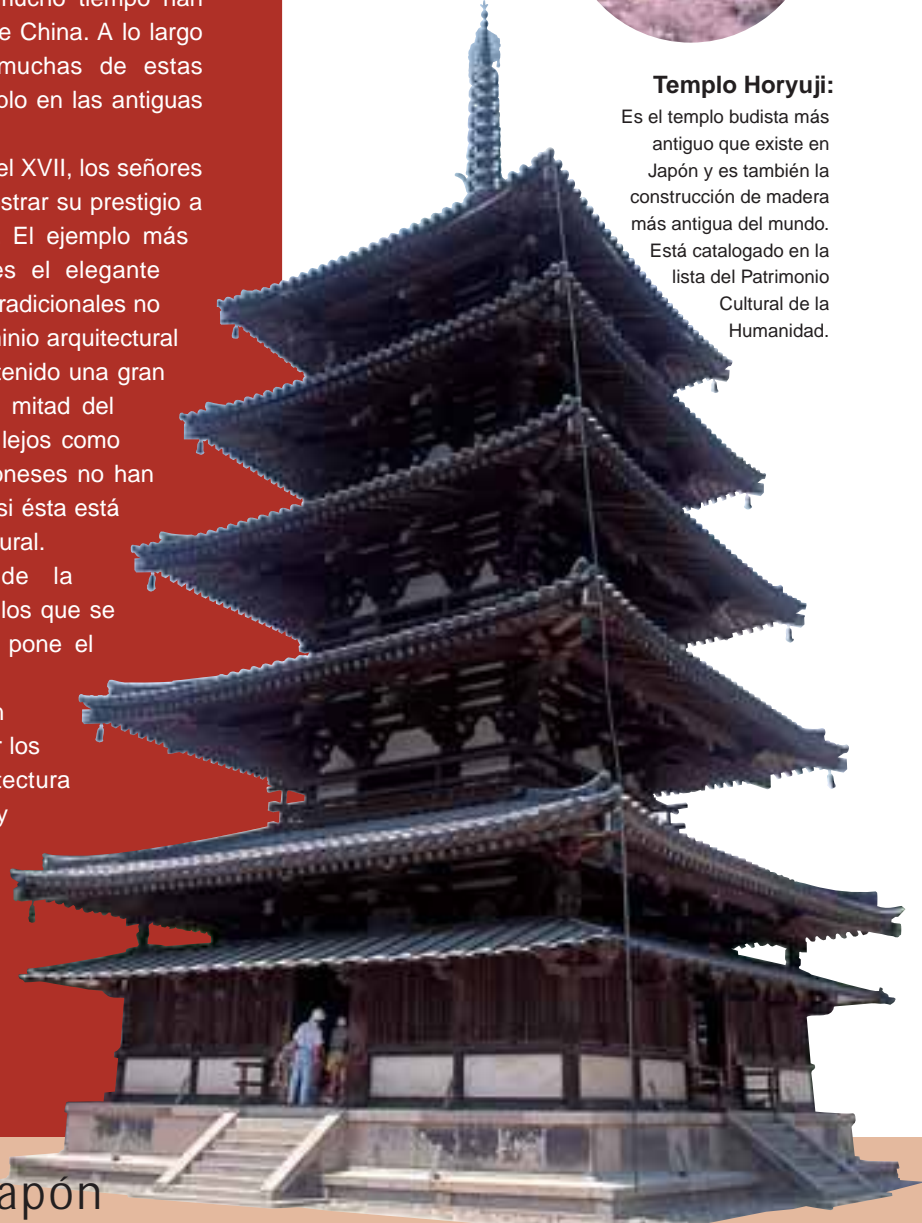 mucho tiempo han
e China. A lo largo
muchas de estas
olo en las antiguas
el XVII, los señores
strar su prestigio a
El ejemplo más
es el elegante
radicionales no
inio arquitectural
tenido una gran
mitad del
lejos como
oneses no han
si ésta está
ural.
de la
los que se
pone el
n
r los
tectura
y
Templo Horyuji:
Es el templo budista más
antiguo que existe en
Japón y es también la
construcción de madera
más antigua del mundo.
Está catalogado en la
lista del Patrimonio
Cultural de la
Humanidad.
apón